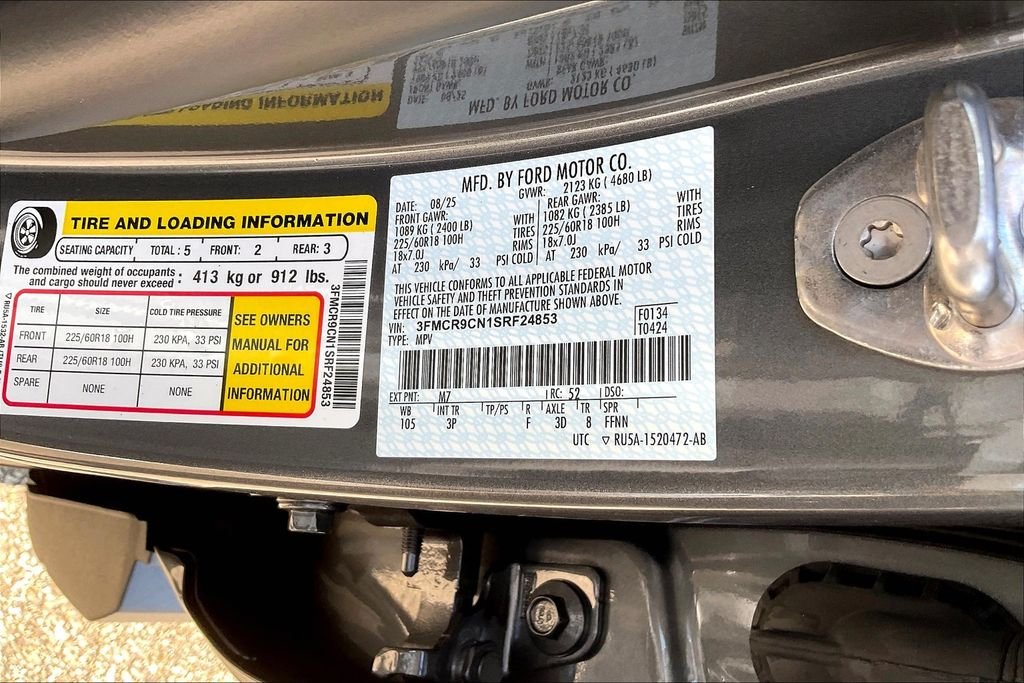 MFD. BY FORD MOTOR CO.
TIRE AND LOADING INFORMATION
SEATING CAPACITY TOTAL : 5 FRONT: 2 REAR: 3
The combined weight of occupants
and cargo should never exceed : 413 kg or 912 lbs.
TIRE SIZE COLD TIRE PRESSURE
FRONT 225/60R18 100H 230 KPA, 33 PSI
REAR 225/60R18 100H 230 KPA, 33 PSI
SPARE NONE NONE
SEE OWNERS
MANUAL FOR
ADDITIONAL
INFORMATION
3FMCR9CN1SRF24853
MFD. BY FORD MOTOR CO.
DATE: 08/25 GVWR: 2123 KG ( 4680 LB)
FRONT GAWR: REAR GAWR:
1089 KG ( 2400 LB) WITH 1082 KG ( 2385 LB) WITH
225/60R18 100H TIRES 225/60R18 100H TIRES
18x7.0J RIMS 18x7.0J RIMS
AT 230 kPa/ 33 PSI COLD AT 230 kPa/ 33 PSI COLD
THIS VEHICLE CONFORMS TO ALL APPLICABLE FEDERAL MOTOR
VEHICLE SAFETY AND THEFT PREVENTION STANDARDS IN
EFFECT ON THE DATE OF MANUFACTURE SHOWN ABOVE.
VIN: 3FMCR9CN1SRF24853 F0134
TYPE: MPV T0424
EXT PNT: M7 RC: 52 DSO:
WB INT TR TP/PS R AXLE TR SPR
105 3P F 3D 8 FFNN
UTC ▽ RU5A-1520472-AB